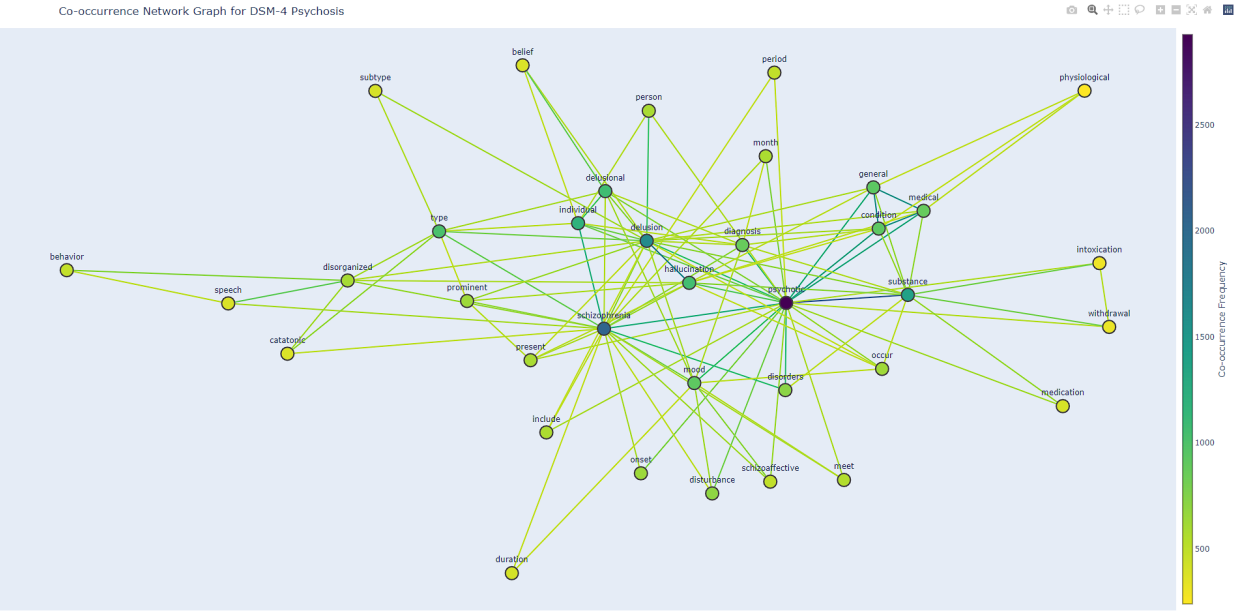 Co-occurrence Network Graph for DSM-4 Psychosis
belief
period
subtype
physiological
person
month
general
delusional
medical
individual
condition
type
delusion
diagnosis
intoxication
behavior
disorganized
hallucination
substance
prominent
psychotic
speech
withdrawal
schizophrenia
catatonic
present
occur
mood
disorders
medication
include
onset
schizoaffective
meet
disturbance
duration
2500
2000
1500
1000
500
Co-occurrence Frequency